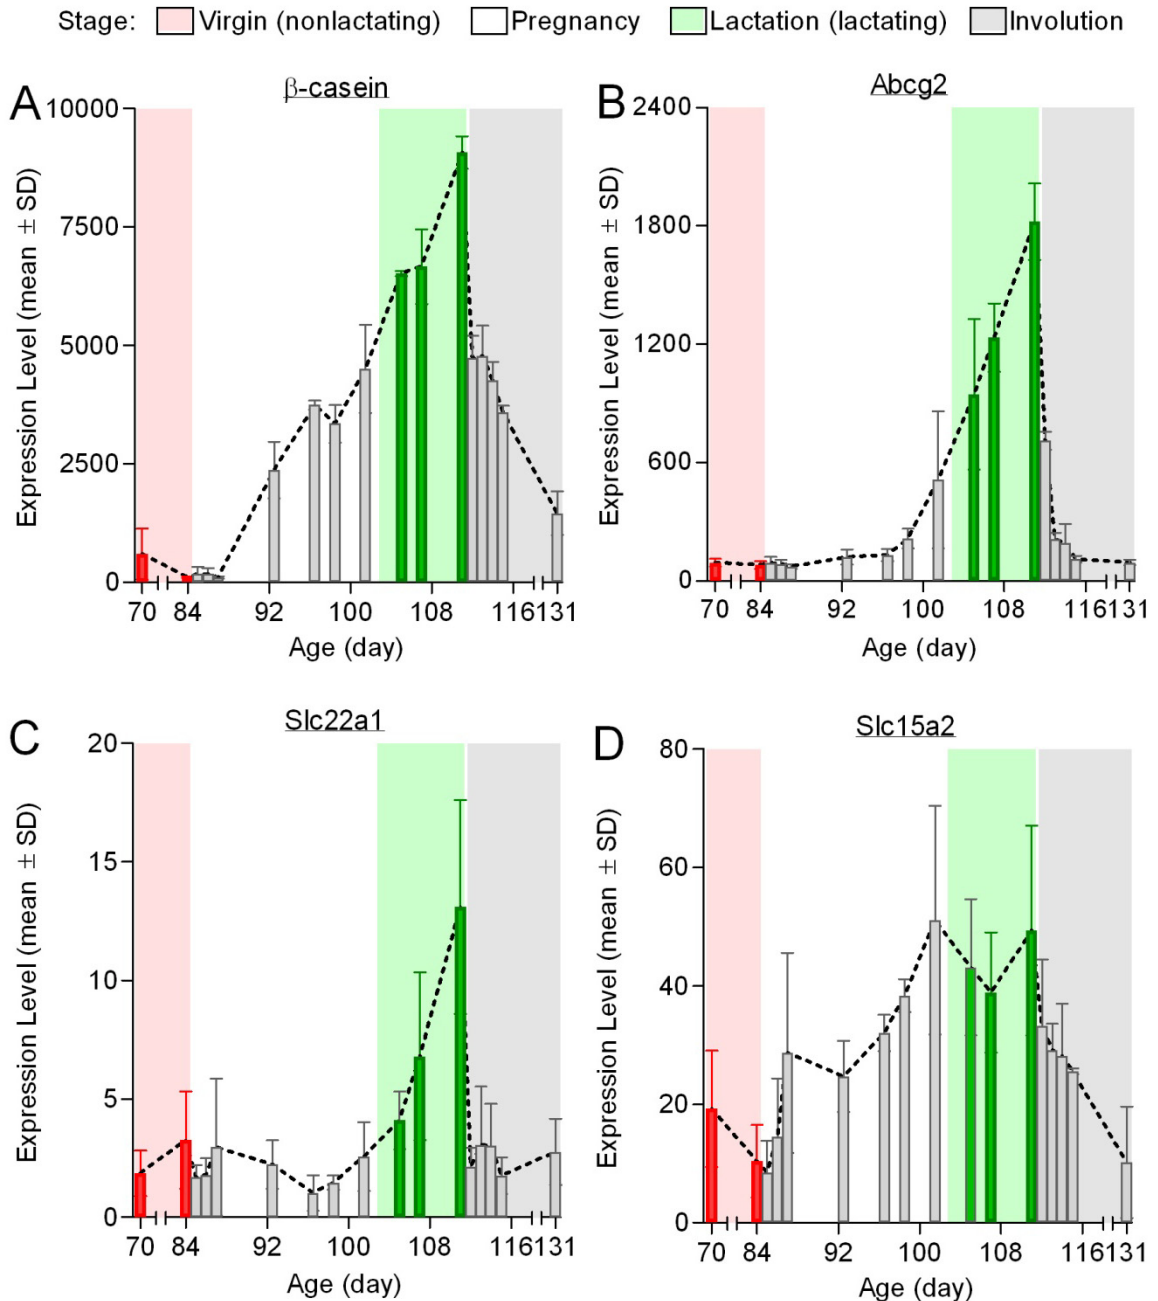 Stage: Virgin (nonlactating) Pregnancy Lactation (lactating) Involution
A
β-casein
Expression Level (mean ± SD)
10000
7500
5000
2500
0
70 84 92 100 108 116 131
Age (day)
B
Abcg2
Expression Level (mean ± SD)
2400
1800
1200
600
0
70 84 92 100 108 116 131
Age (day)
C
Slc22a1
Expression Level (mean ± SD)
20
15
10
5
0
70 84 92 100 108 116 131
Age (day)
D
Slc15a2
Expression Level (mean ± SD)
80
60
40
20
0
70 84 92 100 108 116 131
Age (day)